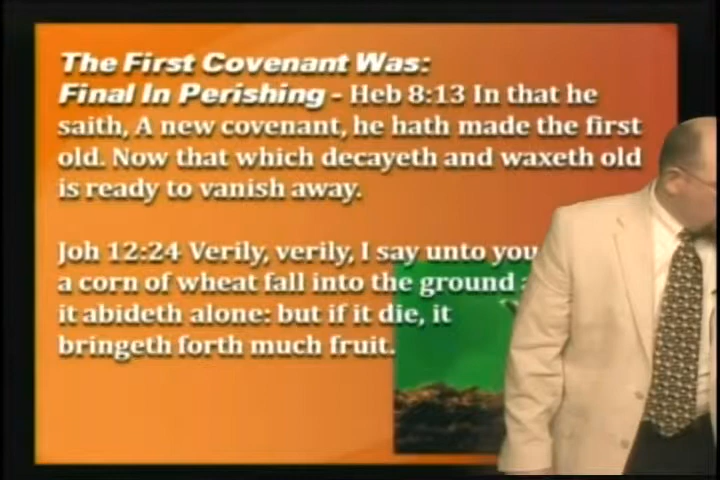 The First Covenant Was:
Final In Perishing - Heb 8:13 In that he
saith, A new covenant, he hath made the first
old. Now that which decayeth and waxeth old
is ready to vanish away.
Joh 12:24 Verily, verily, I say unto you
a corn of wheat fall into the ground
it abideth alone: but if it die, it
bringeth forth much fruit.